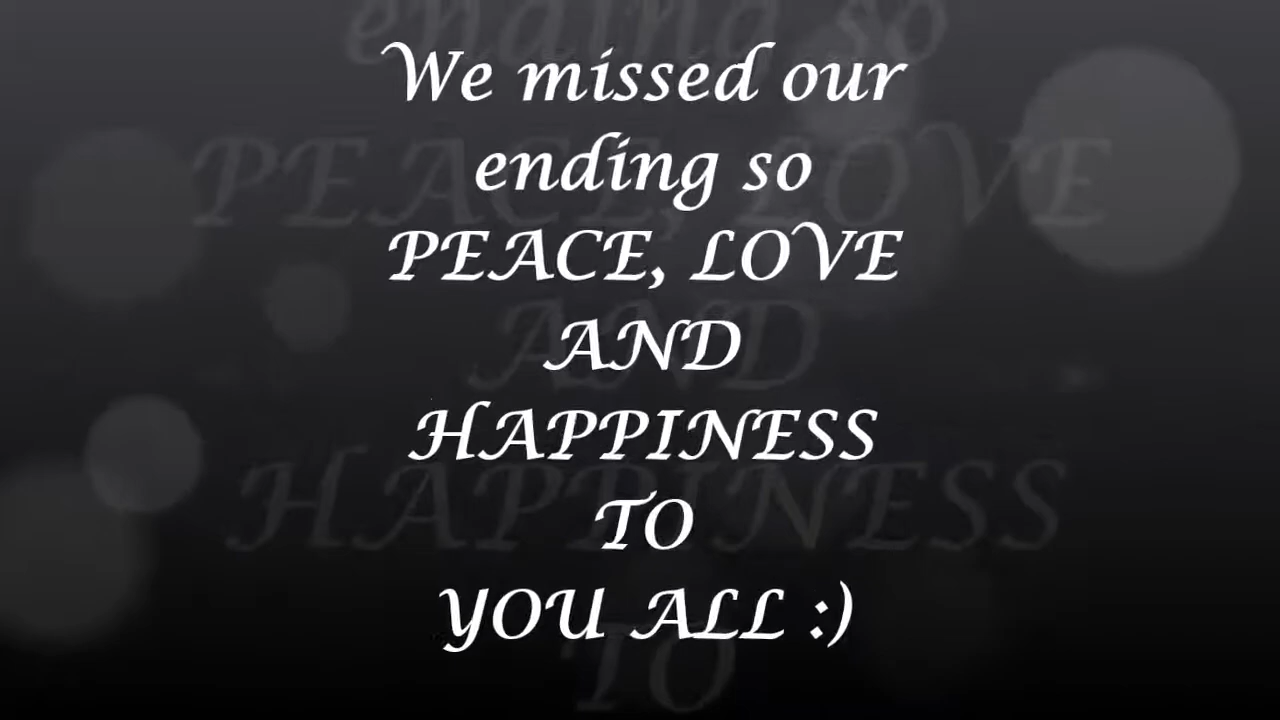 We missed our
ending so
PEACE, LOVE
AND
HAPPINESS
TO
YOU ALL :)